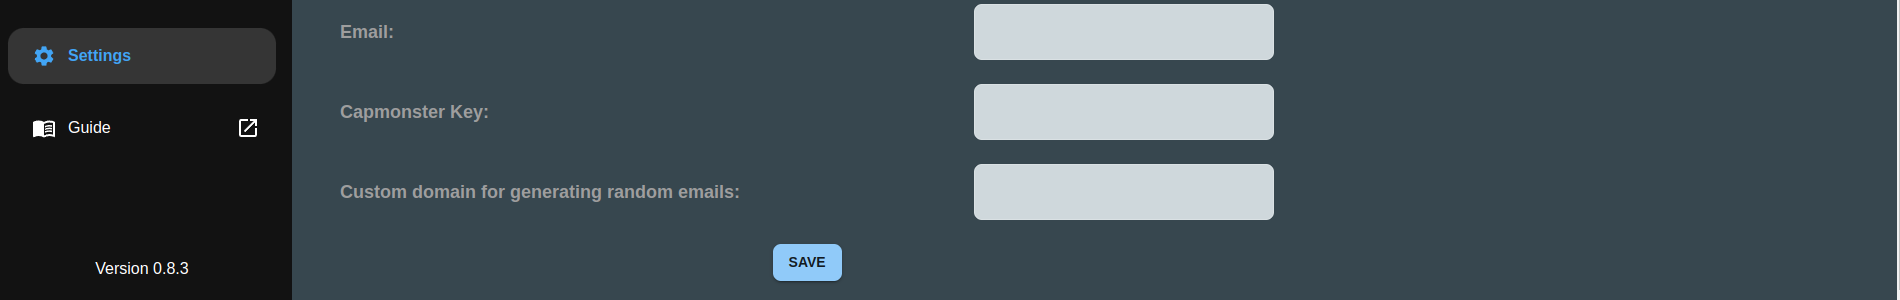 Settings
Guide
Version 0.8.3
Email:
Capmonster Key:
Custom domain for generating random emails:
SAVE